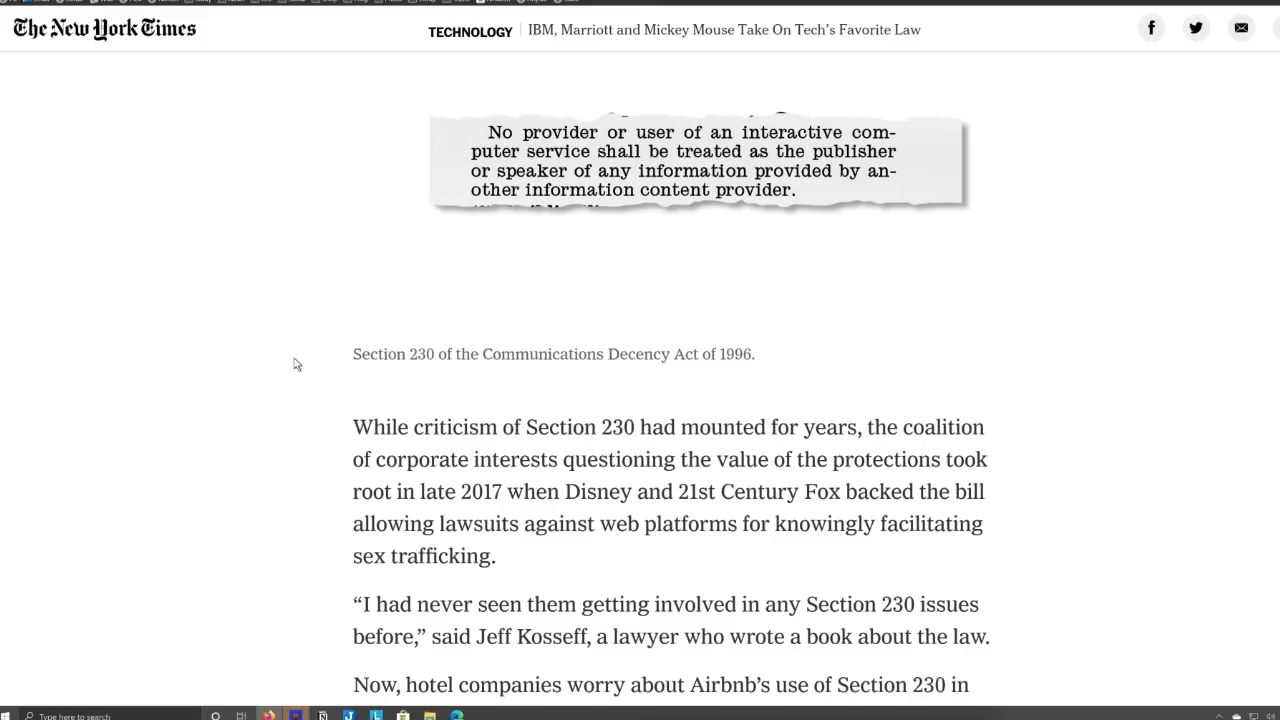 The New York Times
TECHNOLOGY
IBM, Marriott and Mickey Mouse Take On Tech's Favorite Law
No provider or user of an interactive com-
puter service shall be treated as the publisher
or speaker of any information provided by an-
other information content provider.
Section 230 of the Communications Decency Act of 1996.
While criticism of Section 230 had mounted for years, the coalition
of corporate interests questioning the value of the protections took
root in late 2017 when Disney and 21st Century Fox backed the bill
allowing lawsuits against web platforms for knowingly facilitating
sex trafficking.
“I had never seen them getting involved in any Section 230 issues
before,” said Jeff Kosseff, a lawyer who wrote a book about the law.
Now, hotel companies worry about Airbnb’s use of Section 230 in
Type here to search